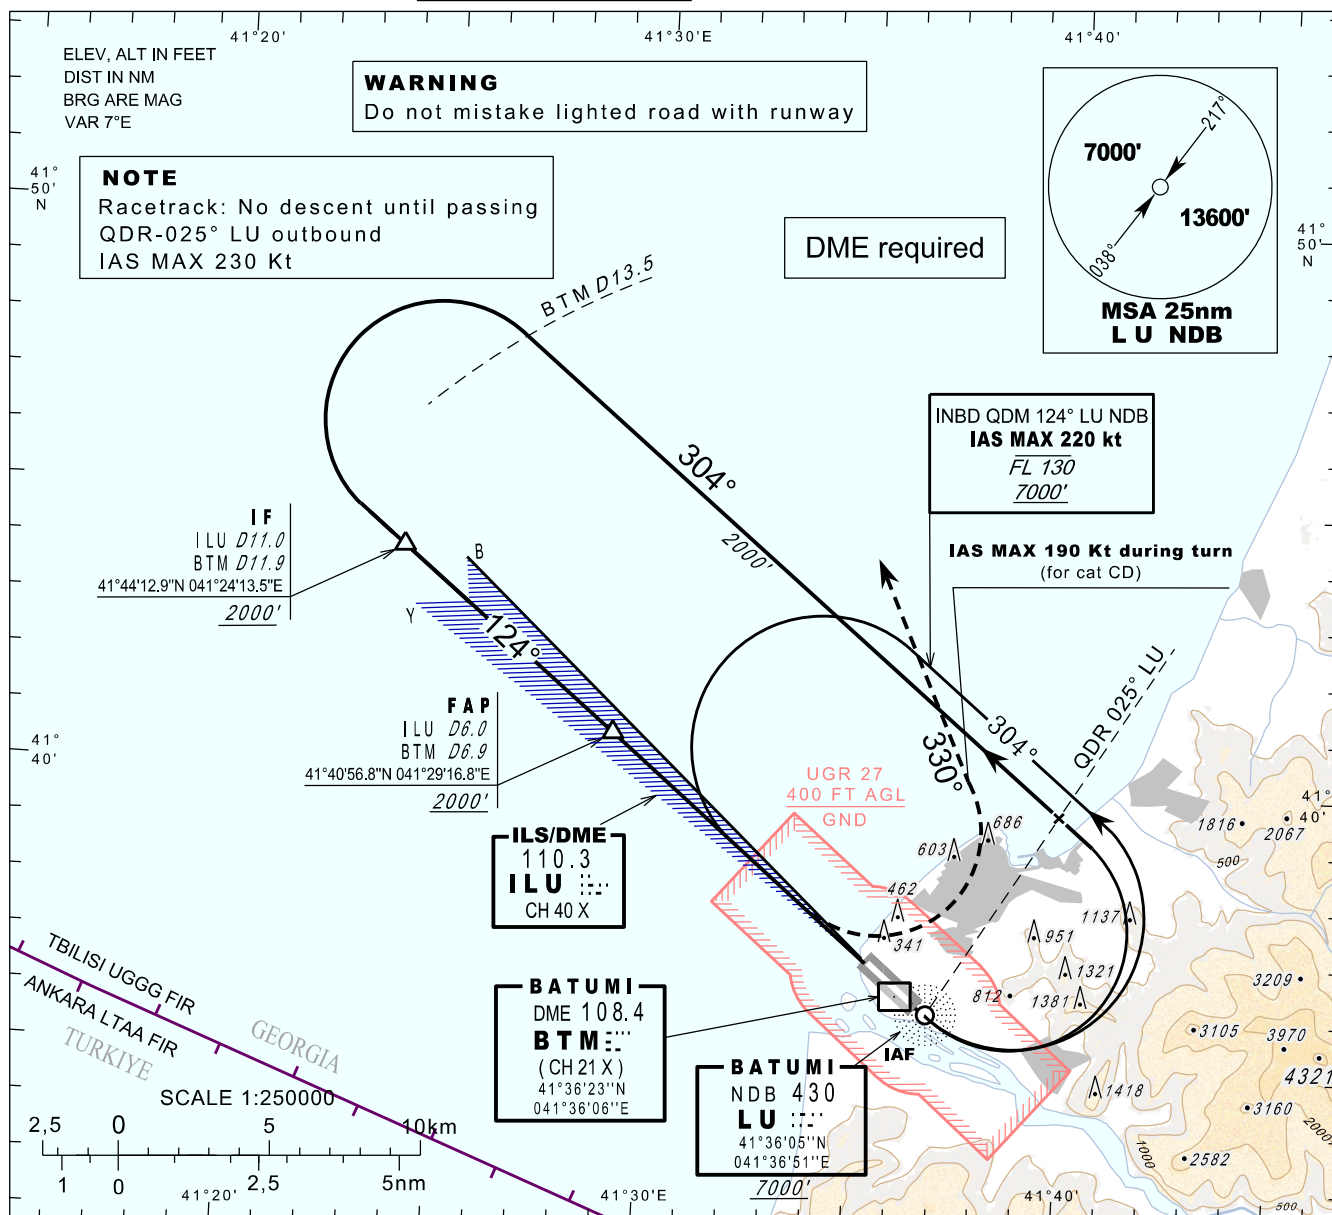 41°20'
41°30'E
41°40'
ELEV, ALT IN FEET
DIST IN NM
BRG ARE MAG
VAR 7°E
WARNING
Do not mistake lighted road with runway
NOTE
Racetrack: No descent until passing
QDR-025° LU outbound
IAS MAX 230 Kt
DME required
7000'
13600'
217°
038°
MSA 25nm
L U NDB
41°
50'
N
41°
50'
N
BTM D13.5
INBD QDM 124° LU NDB
IAS MAX 220 kt
FL 130
7000'
304°
2000'
IAS MAX 190 Kt during turn
(for cat CD)
IF
ILU D11.0
BTM D11.9
41°44'12.9"N 041°24'13.5"E
2000'
B
Y
124°
FAP
ILU D6.0
BTM D6.9
41°40'56.8"N 041°29'16.8"E
2000'
330°
304°
QDR 025° LU
41°
40'
41°
40'
UGR 27
400 FT AGL
GND
ILS/DME
110.3
ILU
CH 40 X
603
686
462
341
951
1137
1321
1381
812
1816
2067
500
3209
3105
3970
4321
3160
2582
1418
1000
2000
500
BATUMI
DME 108.4
BTM
(CH 21 X)
41°36'23"N
041°36'06"E
IAF
BATUMI
NDB 430
LU
41°36'05"N
041°36'51"E
7000'
TBILISI UGGG FIR
ANKARA LTAA FIR
GEORGIA
TURKIYE
SCALE 1:250000
2,5 0 5 10km
1 0 2,5 5nm
41°20'
41°30'E
41°40'